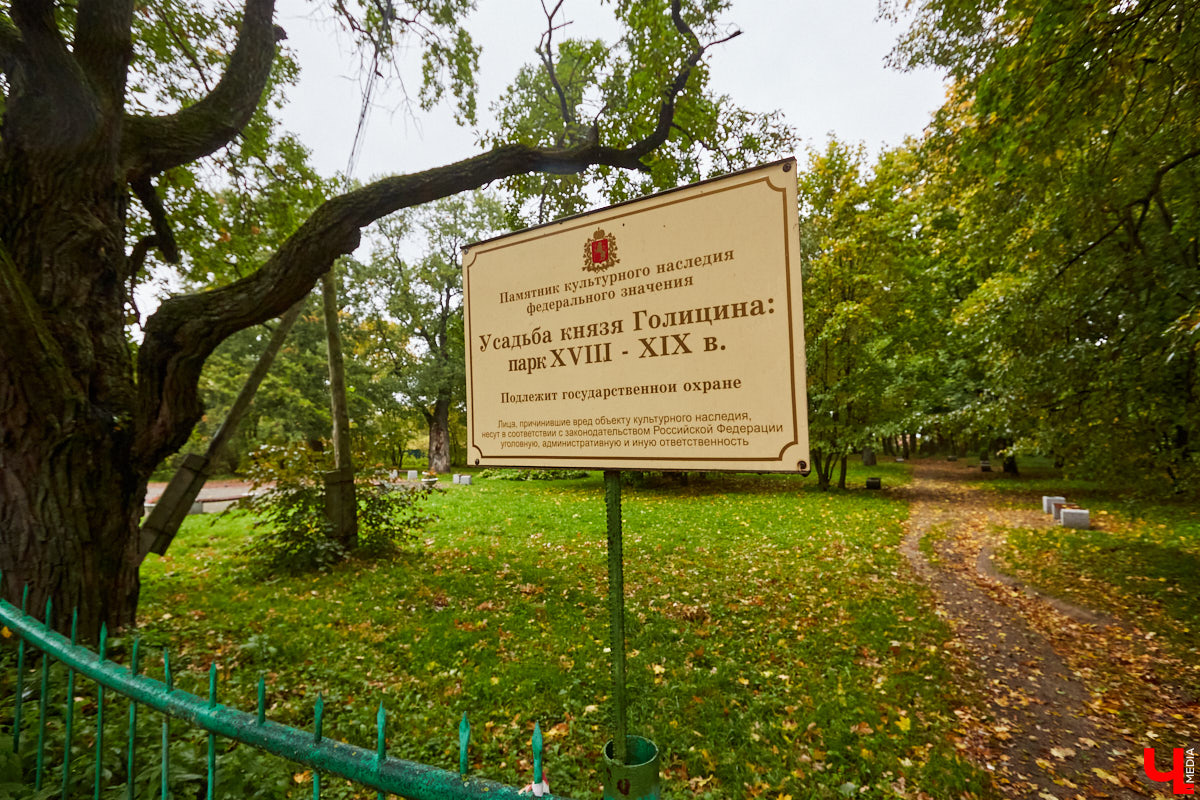 Памятник культурного наследия
федерального значения
Усадьба князя Голицина:
парк XVIII - XIX в.
Подлежит государственнои охране
Лица, причинившие вред объекту культурного наследия,
несут в соответствии с законодательством Российской Федерации
уголовную, административную и иную ответственность
Ч MEDIA